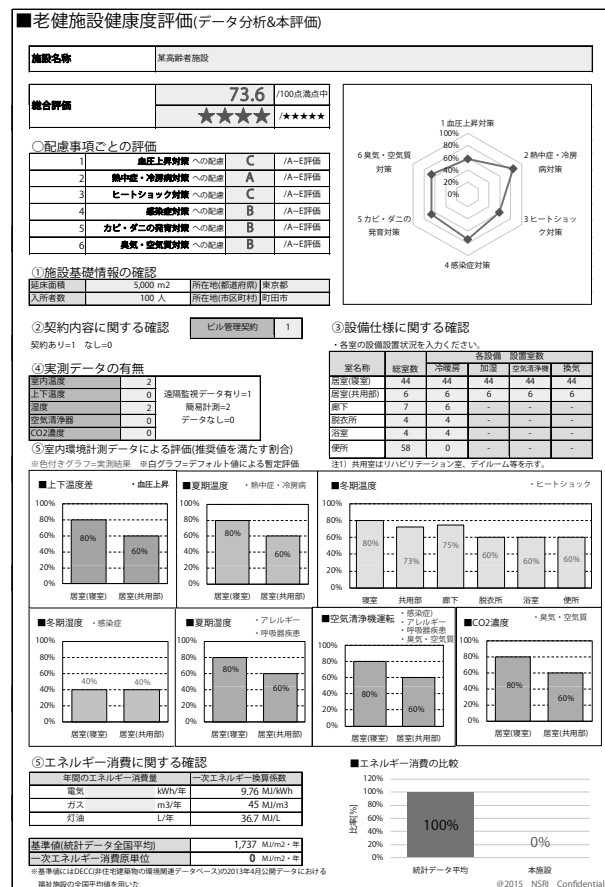 ■老健施設健康度評価(データ分析&本評価)
施設名称 某高齢者施設
総合評価 73.6 /100点満点中
★★★★ /★★★★★
○配慮事項ごとの評価
1 血圧上昇対策 への配慮 C /A~E評価
2 熱中症・冷房病対策 への配慮 A /A~E評価
3 ヒートショック対策 への配慮 C /A~E評価
4 感染症対策 への配慮 B /A~E評価
5 カビ・ダニの発育対策 への配慮 B /A~E評価
6 臭気・空気質対策 への配慮 B /A~E評価
1 血圧上昇対策
100%
80%
60%
40%
20%
0%
2 熱中症・冷房
病対策
3 ヒートショッ
ク対策
4 感染症対策
5 カビ・ダニの
発育対策
6 臭気・空気質
対策
①施設基礎情報の確認
延床面積 5,000 m2 所在地(都道府県) 東京都
入所者数 100 人 所在地(市区町村) 町田市
②契約内容に関する確認 ビル管理契約 1
契約あり=1 なし=0
③設備仕様に関する確認
・各室の設備設置状況を入力ください。
室名称 総室数 各設備 設置室数
冷暖房 加湿 空気清浄機 換気
居室(寝室) 44 44 44 44 44
居室(共用部) 6 6 6 6 6
廊下 7 6 - - -
脱衣所 4 4 - - -
浴室 4 4 - - -
便所 58 0 - - -
注1）共用室はリハビリテーション室、デイルーム等を示す。
④実測データの有無
室内温度 2
上下温度 0
湿度 2
空気清浄器 0
CO2濃度 0
遠隔監視データ有り=1
簡易計測=2
データなし=0
⑤室内環境計測データによる評価(推奨値を満たす割合)
※色付きグラフ=実測結果 ※白グラフ=デフォルト値による暫定評価
■上下温度差 ・血圧上昇
100%
80%
60%
40%
20%
0%
80%
60%
居室(寝室) 居室(共用部)
■夏期温度 ・熱中症・冷房病
100%
80%
60%
40%
20%
0%
80%
60%
居室(寝室) 居室(共用部)
■冬期温度 ・ヒートショック
100%
80%
60%
40%
20%
0%
80% 73% 75% 60% 60% 60%
寝室 共用部 廊下 脱衣所 浴室 便所
■冬期湿度 ・感染症
100%
80%
60%
40%
20%
0%
40% 40%
居室(寝室) 居室(共用部)
■夏期湿度 ・アレルギー
・呼吸器疾患
100%
80%
60%
40%
20%
0%
80%
60%
居室(寝室) 居室(共用部)
■空気清浄機運転 ・感染症)
・アレルギー
・呼吸器疾患
・臭気・空気質
100%
80%
60%
40%
20%
0%
80%
60%
居室(寝室) 居室(共用部)
■CO2濃度 ・臭気・空気質
100%
80%
60%
40%
20%
0%
80%
60%
居室(寝室) 居室(共用部)
⑤エネルギー消費に関する確認
年間のエネルギー消費量 一次エネルギー換算係数
電気 kWh/年 9.76 MJ/kWh
ガス m3/年 45 MJ/m3
灯油 L/年 36.7 MJ/L
基準値(統計データ全国平均) 1,737 MJ/m2・年
一次エネルギー消費原単位 0 MJ/m2・年
※基準値にはDECC(非住宅建築物の環境関連データベース)の2013年4月公開データにおける
福祉施設の全国平均値を用いた
■エネルギー消費の比較
比率[%]
120%
100%
80%
60%
40%
20%
0%
100%
0%
統計データ平均 本施設
@2015 NSRI Confidential